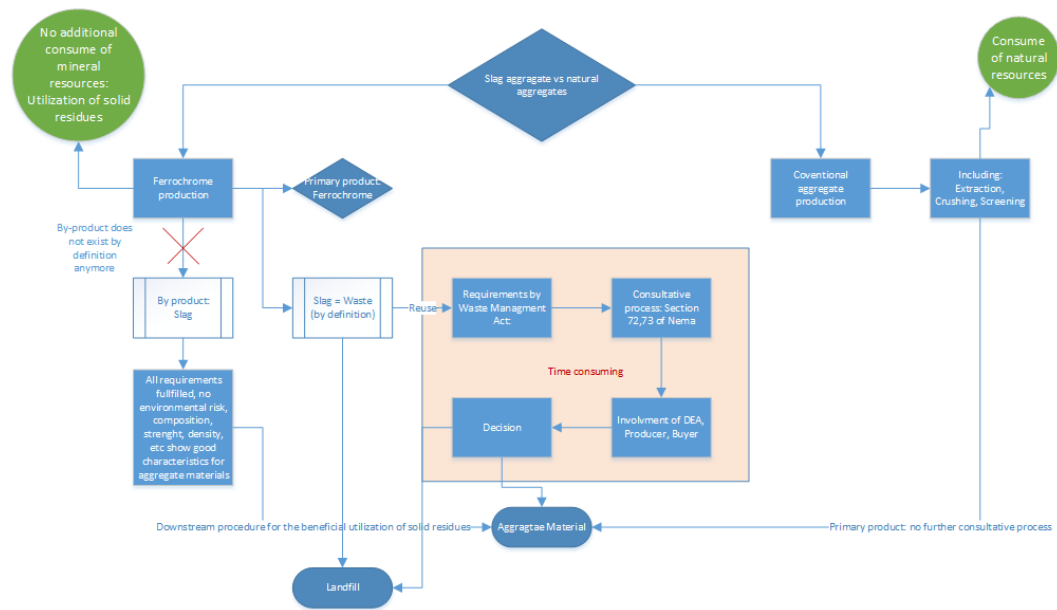 No additional
consume of
mineral
resources:
Utilization of solid
residues
Slag aggragate vs natural
aggregates
Consume
of natural
resources
Ferrochrome
production
Primary product:
Ferrochrome
Coventional
aggregate
production
Including:
Extraction,
Crushing, Screening
By-product does
not exist by
definition
anymore
By product:
Slag
Slag = Waste
(by definition)
Reuse
Requirements by
Waste Managment
Act:
Consultative
process: Section
72,73 of Nema
Time consuming
All requirements
fullfilled, no
environmental risk,
composition,
strenght, density,
etc show good
characteristics for
aggregate materials
Decision
Involvment of DEA,
Producer, Buyer
Downstream procedure for the beneficial utilization of solid residues
Aggragtae Material
Primary product: no further consultative process
Landfill